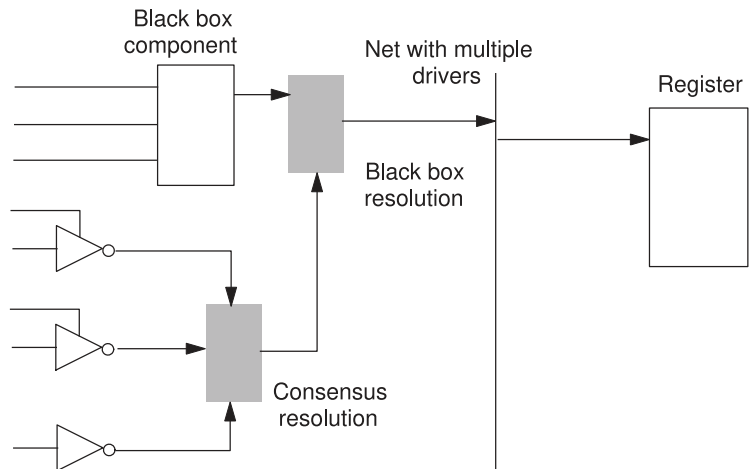 Black box
component
Net with multiple
drivers
Register
Black box
resolution
Consensus
resolution